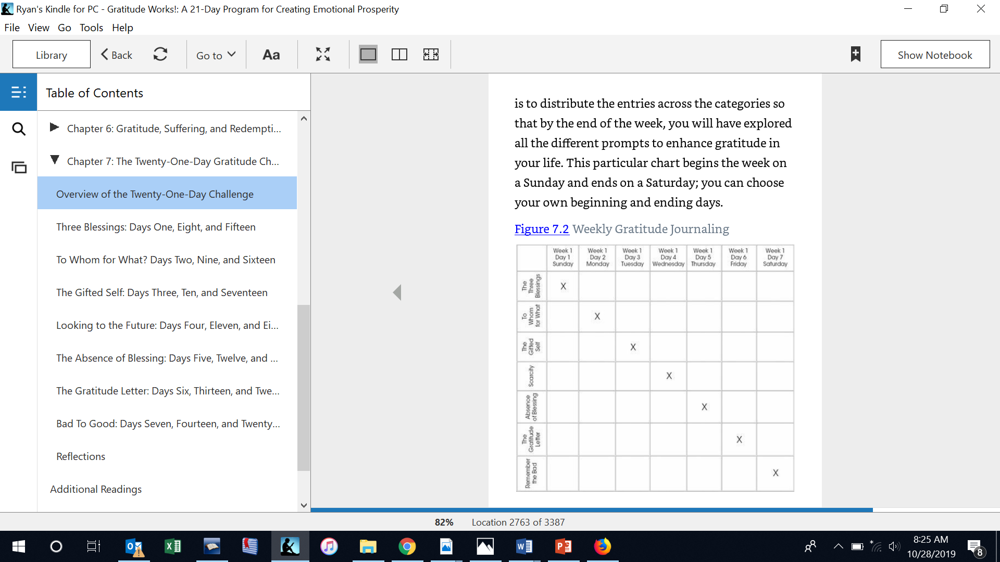 Ryan's Kindle for PC - Gratitude Works!: A 21-Day Program for Creating Emotional Prosperity
File View Go Tools Help
Library Back Go to Aa Show Notebook
Table of Contents
Chapter 6: Gratitude, Suffering, and Redempti...
Chapter 7: The Twenty-One-Day Gratitude Ch...
Overview of the Twenty-One-Day Challenge
Three Blessings: Days One, Eight, and Fifteen
To Whom for What? Days Two, Nine, and Sixteen
The Gifted Self: Days Three, Ten, and Seventeen
Looking to the Future: Days Four, Eleven, and Ei...
The Absence of Blessing: Days Five, Twelve, and ...
The Gratitude Letter: Days Six, Thirteen, and Twe...
Bad To Good: Days Seven, Fourteen, and Twenty...
Reflections
Additional Readings
is to distribute the entries across the categories so
that by the end of the week, you will have explored
all the different prompts to enhance gratitude in
your life. This particular chart begins the week on
a Sunday and ends on a Saturday; you can choose
your own beginning and ending days.
Figure 7.2 Weekly Gratitude Journaling
Week 1 Week 1 Week 1 Week 1 Week 1 Week 1 Week 1
Day 1 Day 2 Day 3 Day 4 Day 5 Day 6 Day 7
Sunday Monday Tuesday Wednesday Thursday Friday Saturday
The
Three
Blessings
X
To
Whom
for What
X
The
Gifted
Self
X
Scarcity
X
Absence
of Blessing
X
The
Gratitude
Letter
X
Remember
the Bad
X
82% Location 2763 of 3387
8:25 AM
10/28/2019
8